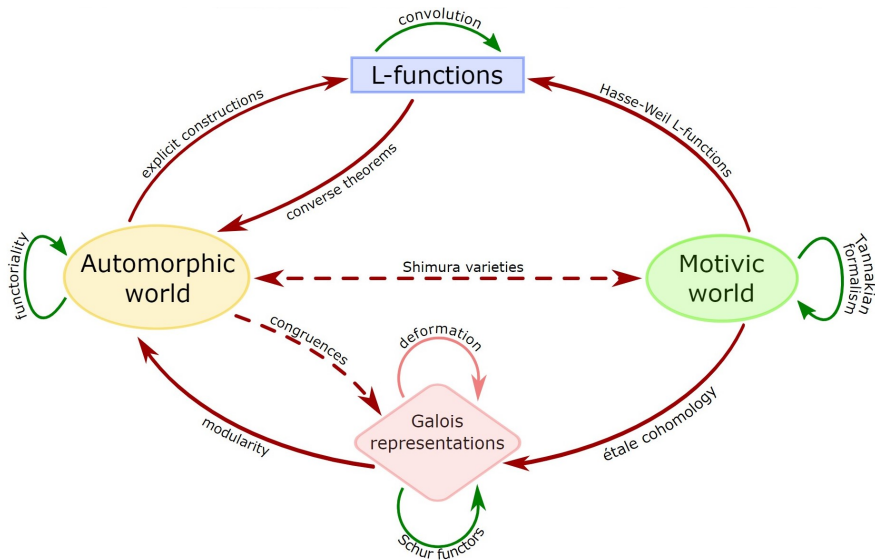 convolution
L-functions
explicit constructions
converse theorems
Hasse-Weil L-functions
functoriality
Automorphic
world
Shimura varieties
Motivic
world
Tannakian
formalism
congruences
deformation
Galois
representations
modularity
étale cohomology
Schur functors